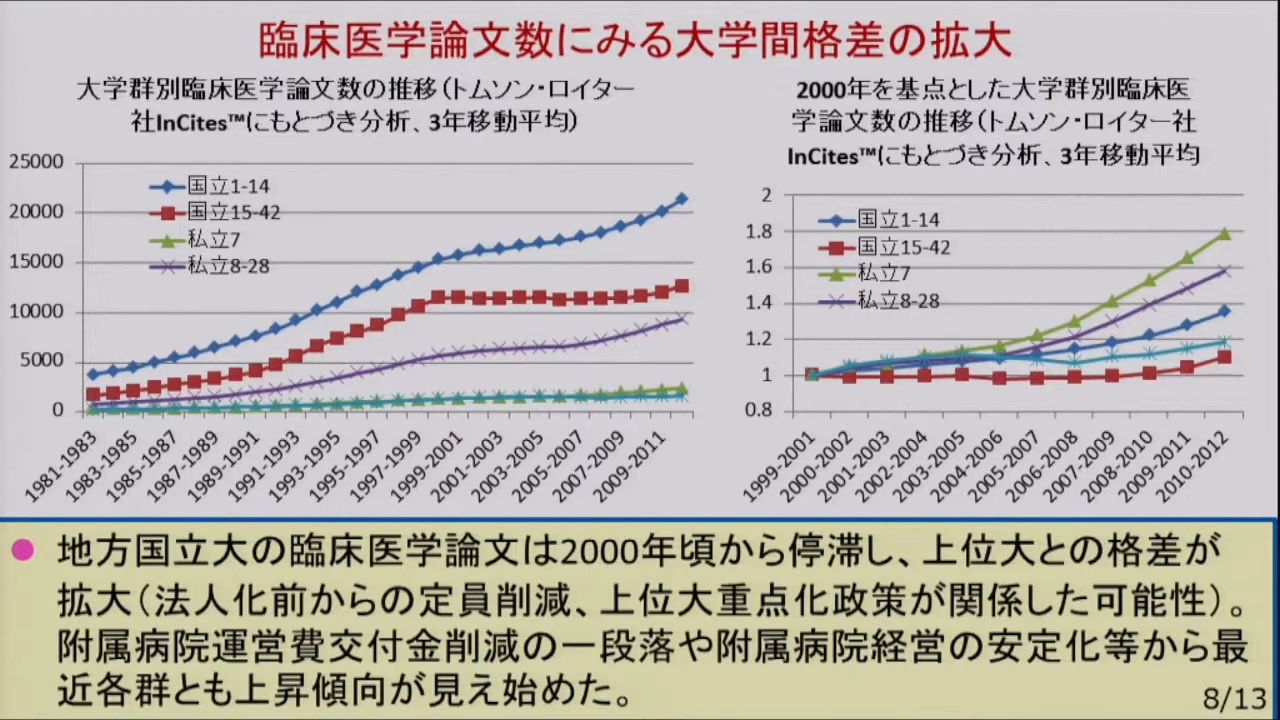 臨床医学論文数にみる大学間格差の拡大
大学群別臨床医学論文数の推移（トムソン・ロイター
社InCites™にもとづき分析、3年移動平均）
25000
20000
15000
10000
5000
0
国立1-14
国立15-42
私立7
私立8-28
1981-1983
1983-1985
1985-1987
1987-1989
1989-1991
1991-1993
1993-1995
1995-1997
1997-1999
1999-2001
2001-2003
2003-2005
2005-2007
2007-2009
2009-2011
2000年を基点とした大学群別臨床医
学論文数の推移（トムソン・ロイター社
InCites™にもとづき分析、3年移動平均
2
1.8
1.6
1.4
1.2
1
0.8
国立1-14
国立15-42
私立7
私立8-28
1999-2001
2000-2002
2001-2003
2002-2004
2003-2005
2004-2006
2005-2007
2006-2008
2007-2009
2008-2010
2009-2011
2010-2012
地方国立大の臨床医学論文は2000年頃から停滞し、上位大との格差が
拡大（法人化前からの定員削減、上位大重点化政策が関係した可能性）。
附属病院運営費交付金削減の一段落や附属病院経営の安定化等から最
近各群とも上昇傾向が見え始めた。
8/13